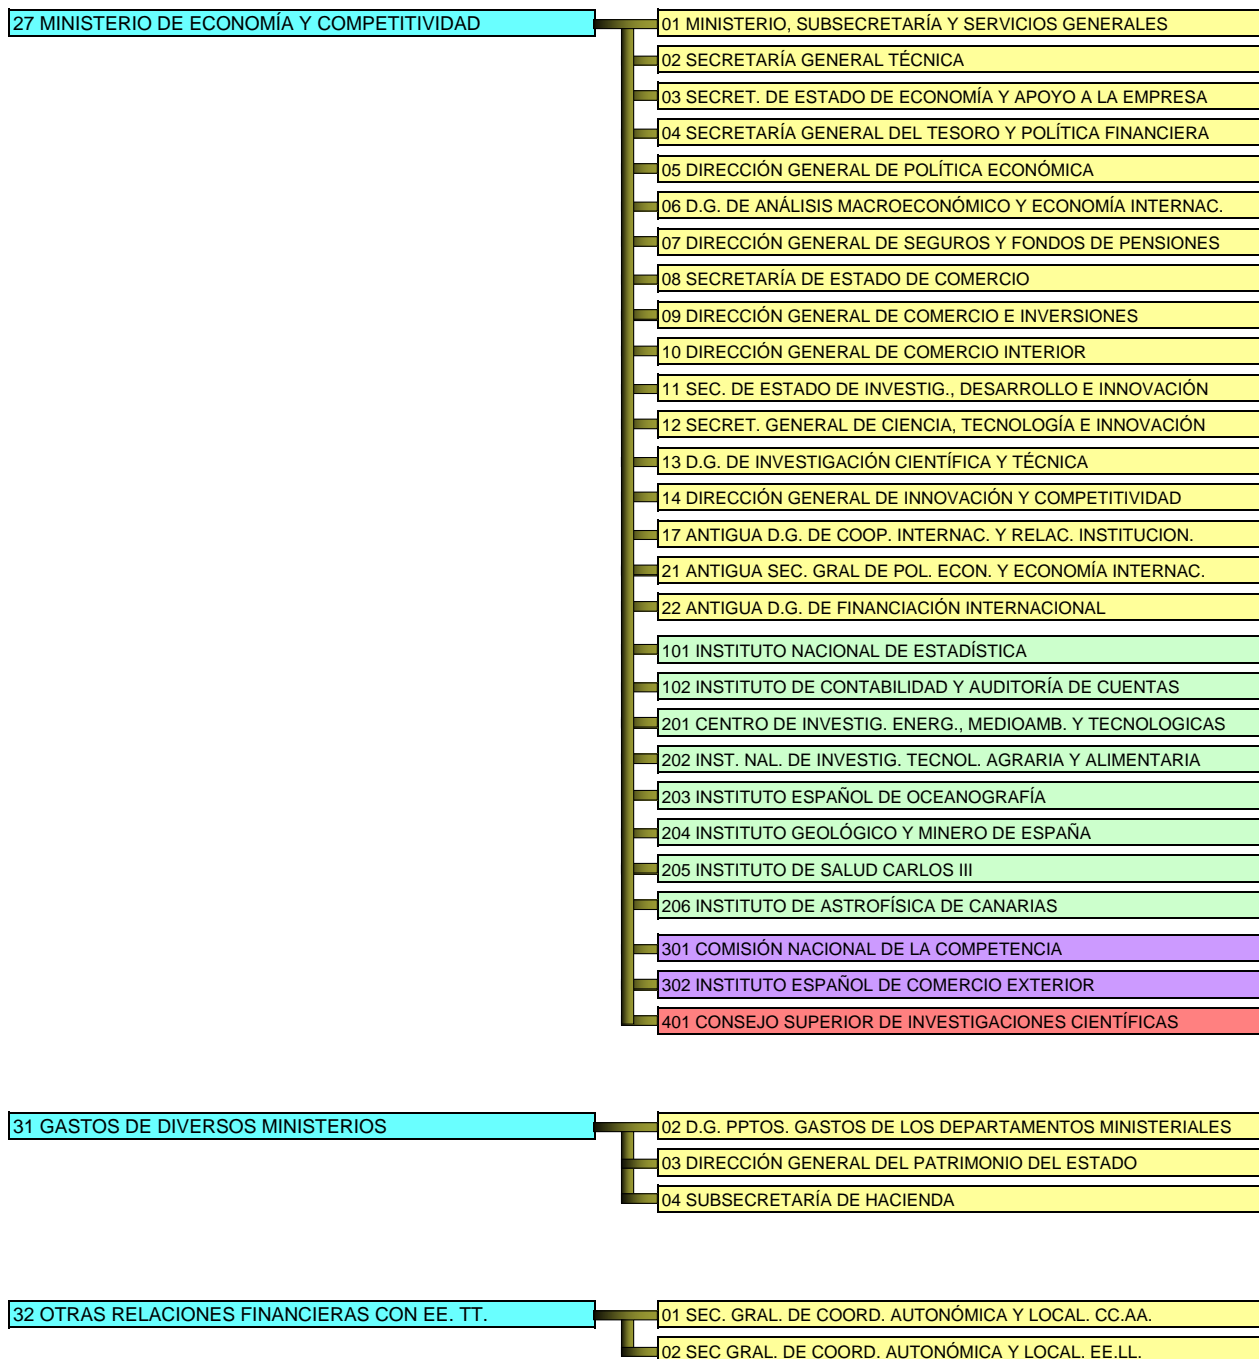 27 MINISTERIO DE ECONOMÍA Y COMPETITIVIDAD
01 MINISTERIO, SUBSECRETARÍA Y SERVICIOS GENERALES
02 SECRETARÍA GENERAL TÉCNICA
03 SECRET. DE ESTADO DE ECONOMÍA Y APOYO A LA EMPRESA
04 SECRETARÍA GENERAL DEL TESORO Y POLÍTICA FINANCIERA
05 DIRECCIÓN GENERAL DE POLÍTICA ECONÓMICA
06 D.G. DE ANÁLISIS MACROECONÓMICO Y ECONOMÍA INTERNAC.
07 DIRECCIÓN GENERAL DE SEGUROS Y FONDOS DE PENSIONES
08 SECRETARÍA DE ESTADO DE COMERCIO
09 DIRECCIÓN GENERAL DE COMERCIO E INVERSIONES
10 DIRECCIÓN GENERAL DE COMERCIO INTERIOR
11 SEC. DE ESTADO DE INVESTIG., DESARROLLO E INNOVACIÓN
12 SECRET. GENERAL DE CIENCIA, TECNOLOGÍA E INNOVACIÓN
13 D.G. DE INVESTIGACIÓN CIENTÍFICA Y TÉCNICA
14 DIRECCIÓN GENERAL DE INNOVACIÓN Y COMPETITIVIDAD
17 ANTIGUA D.G. DE COOP. INTERNAC. Y RELAC. INSTITUCION.
21 ANTIGUA SEC. GRAL DE POL. ECON. Y ECONOMÍA INTERNAC.
22 ANTIGUA D.G. DE FINANCIACIÓN INTERNACIONAL
101 INSTITUTO NACIONAL DE ESTADÍSTICA
102 INSTITUTO DE CONTABILIDAD Y AUDITORÍA DE CUENTAS
201 CENTRO DE INVESTIG. ENERG., MEDIOAMB. Y TECNOLOGICAS
202 INST. NAL. DE INVESTIG. TECNOL. AGRARIA Y ALIMENTARIA
203 INSTITUTO ESPAÑOL DE OCEANOGRAFÍA
204 INSTITUTO GEOLÓGICO Y MINERO DE ESPAÑA
205 INSTITUTO DE SALUD CARLOS III
206 INSTITUTO DE ASTROFÍSICA DE CANARIAS
301 COMISIÓN NACIONAL DE LA COMPETENCIA
302 INSTITUTO ESPAÑOL DE COMERCIO EXTERIOR
401 CONSEJO SUPERIOR DE INVESTIGACIONES CIENTÍFICAS
31 GASTOS DE DIVERSOS MINISTERIOS
02 D.G. PPTOS. GASTOS DE LOS DEPARTAMENTOS MINISTERIALES
03 DIRECCIÓN GENERAL DEL PATRIMONIO DEL ESTADO
04 SUBSECRETARÍA DE HACIENDA
32 OTRAS RELACIONES FINANCIERAS CON EE. TT.
01 SEC. GRAL. DE COORD. AUTONÓMICA Y LOCAL. CC.AA.
02 SEC GRAL. DE COORD. AUTONÓMICA Y LOCAL. EE.LL.